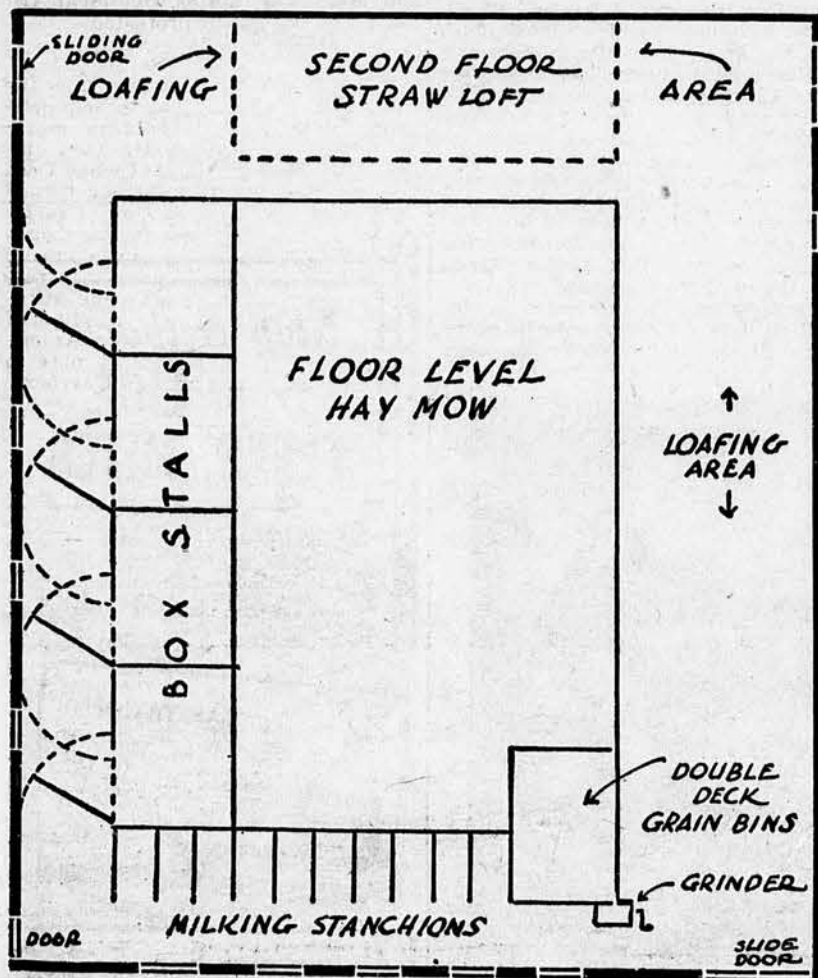 SLIDING
DOOR
LOAFING
SECOND FLOOR
STRAW LOFT
AREA
FLOOR LEVEL
HAY MOW
BOX STALLS
LOAFING
AREA
DOUBLE
DECK
GRAIN BINS
GRINDER
MILKING STANCHIONS
DOOR
SLIDE
DOOR